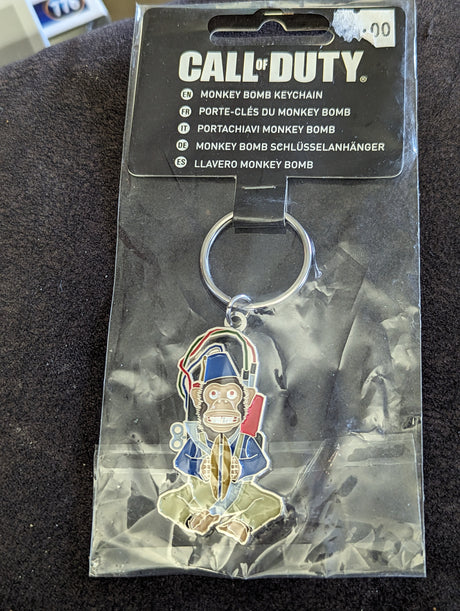 .00
CALL OF DUTY®
EN MONKEY BOMB KEYCHAIN
FR PORTE-CLÉS DU MONKEY BOMB
IT PORTACHIAVI MONKEY BOMB
DE MONKEY BOMB SCHLÜSSELANHÄNGER
ES LLAVERO MONKEY BOMB